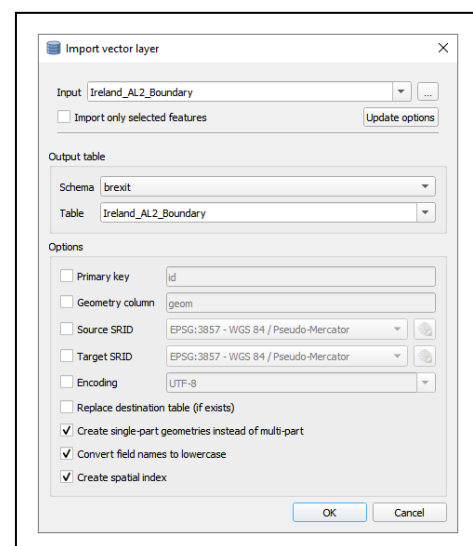 Import vector layer
Input Ireland_AL2_Boundary ...
Import only selected features Update options
Output table
Schema brexit
Table Ireland_AL2_Boundary
Options
Primary key id
Geometry column geom
Source SRID EPSG:3857 - WGS 84 / Pseudo-Mercator
Target SRID EPSG:3857 - WGS 84 / Pseudo-Mercator
Encoding UTF-8
Replace destination table (if exists)
Create single-part geometries instead of multi-part
Convert field names to lowercase
Create spatial index
OK Cancel